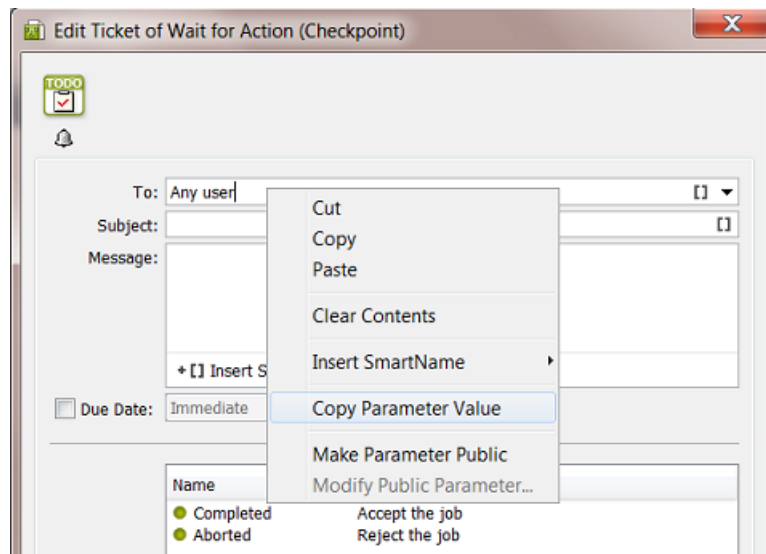 Edit Ticket of Wait for Action (Checkpoint)
TODO
To: Any user
Subject:
Message:
+[] Insert S
Due Date: Immediate
Cut
Copy
Paste
Clear Contents
Insert SmartName
Copy Parameter Value
Make Parameter Public
Modify Public Parameter...
Name
Completed Accept the job
Aborted Reject the job